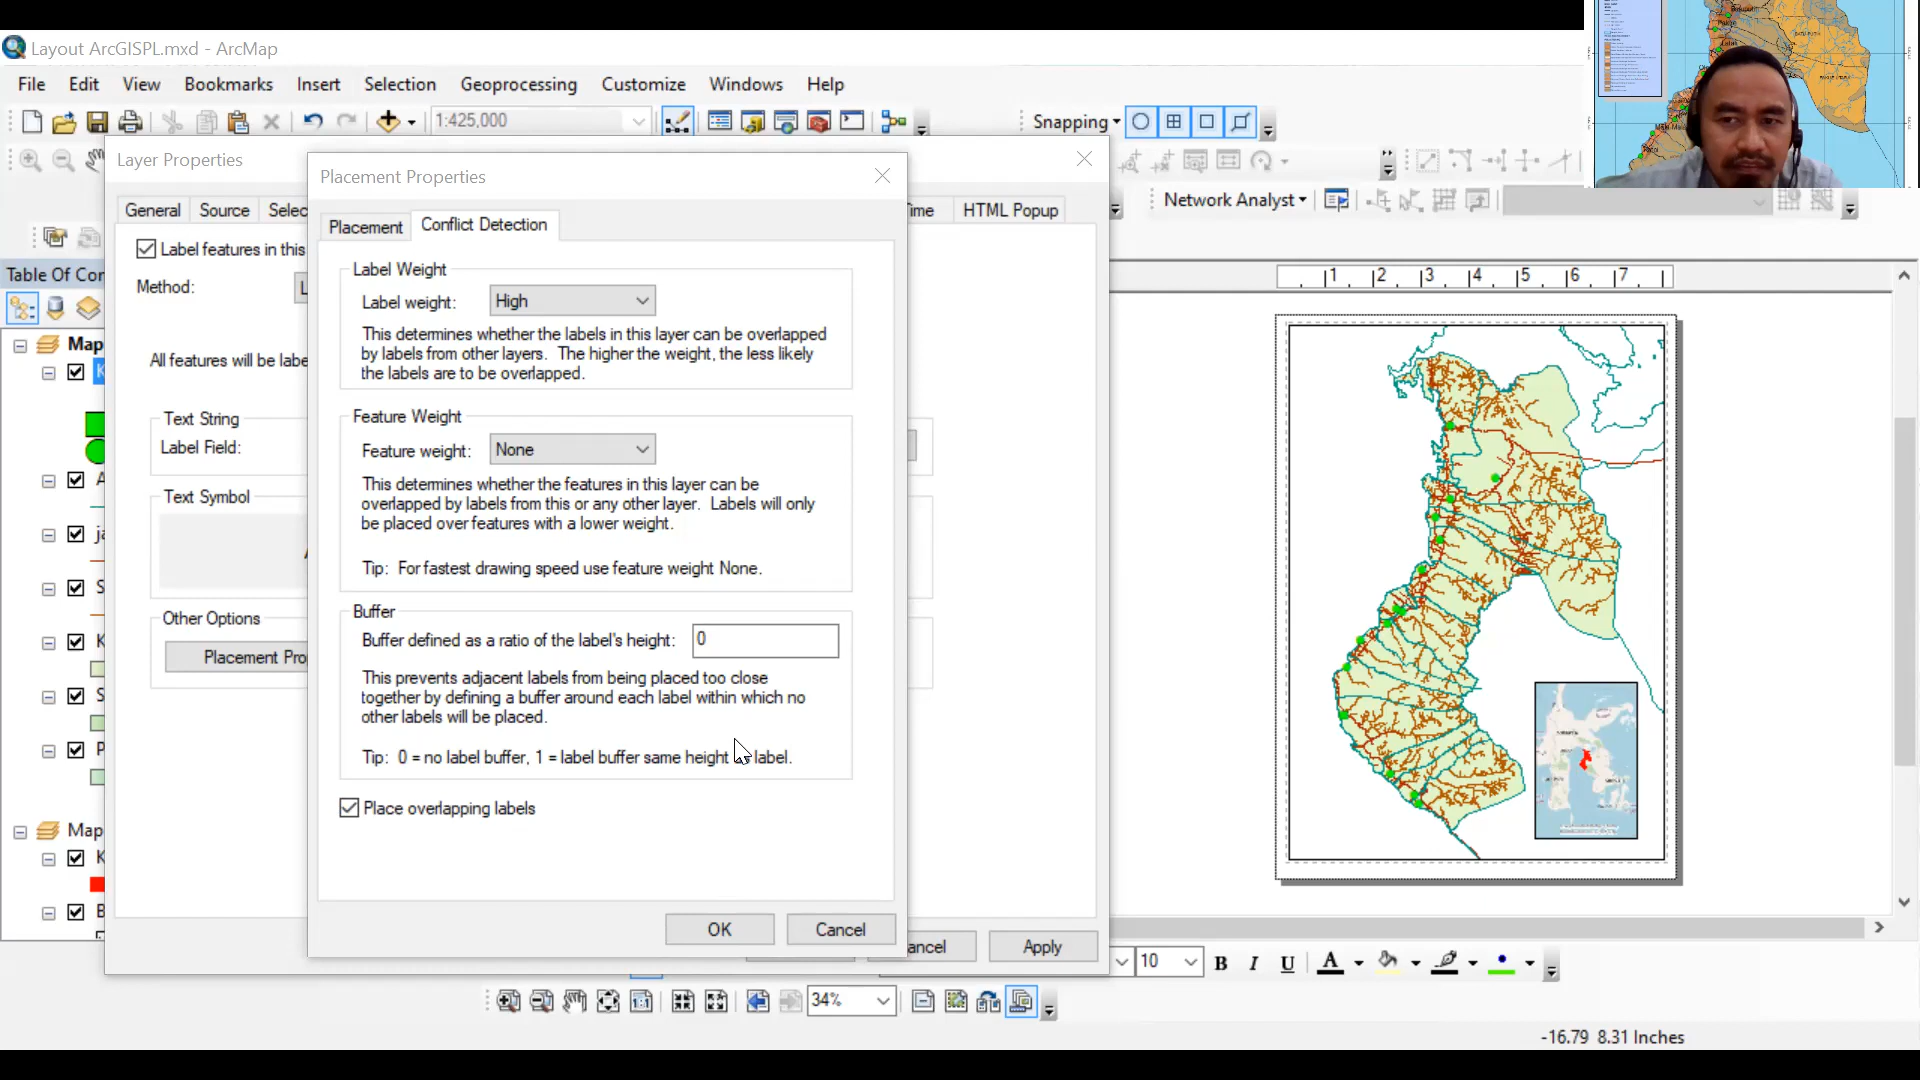 Layout ArcGISPL.mxd - ArcMap
File Edit View Bookmarks Insert Selection Geoprocessing Customize Windows Help
1:425,000 Snapping
Layer Properties
Placement Properties
Network Analyst
General Source Selec
Placement Conflict Detection
HTML Popup
Label features in this
Table Of Cor
Method:
Label Weight
Label weight: High
This determines whether the labels in this layer can be overlapped
by labels from other layers. The higher the weight, the less likely
the labels are to be overlapped.
1 2 3 4 5 6 7
Map
All features will be labe
Text String
Label Field:
Feature Weight
Feature weight: None
This determines whether the features in this layer can be
overlapped by labels from this or any other layer. Labels will only
be placed over features with a lower weight.
Tip: For fastest drawing speed use feature weight None.
Text Symbol
A
ja
S
K
S
P
Other Options
Placement Pro
Buffer
Buffer defined as a ratio of the label's height: 0
This prevents adjacent labels from being placed too close
together by defining a buffer around each label within which no
other labels will be placed.
Tip: 0 = no label buffer, 1 = label buffer same height label.
Place overlapping labels
Map
K
B
OK Cancel
ancel Apply
10 B I U A
34%
-16.79 8.31 Inches